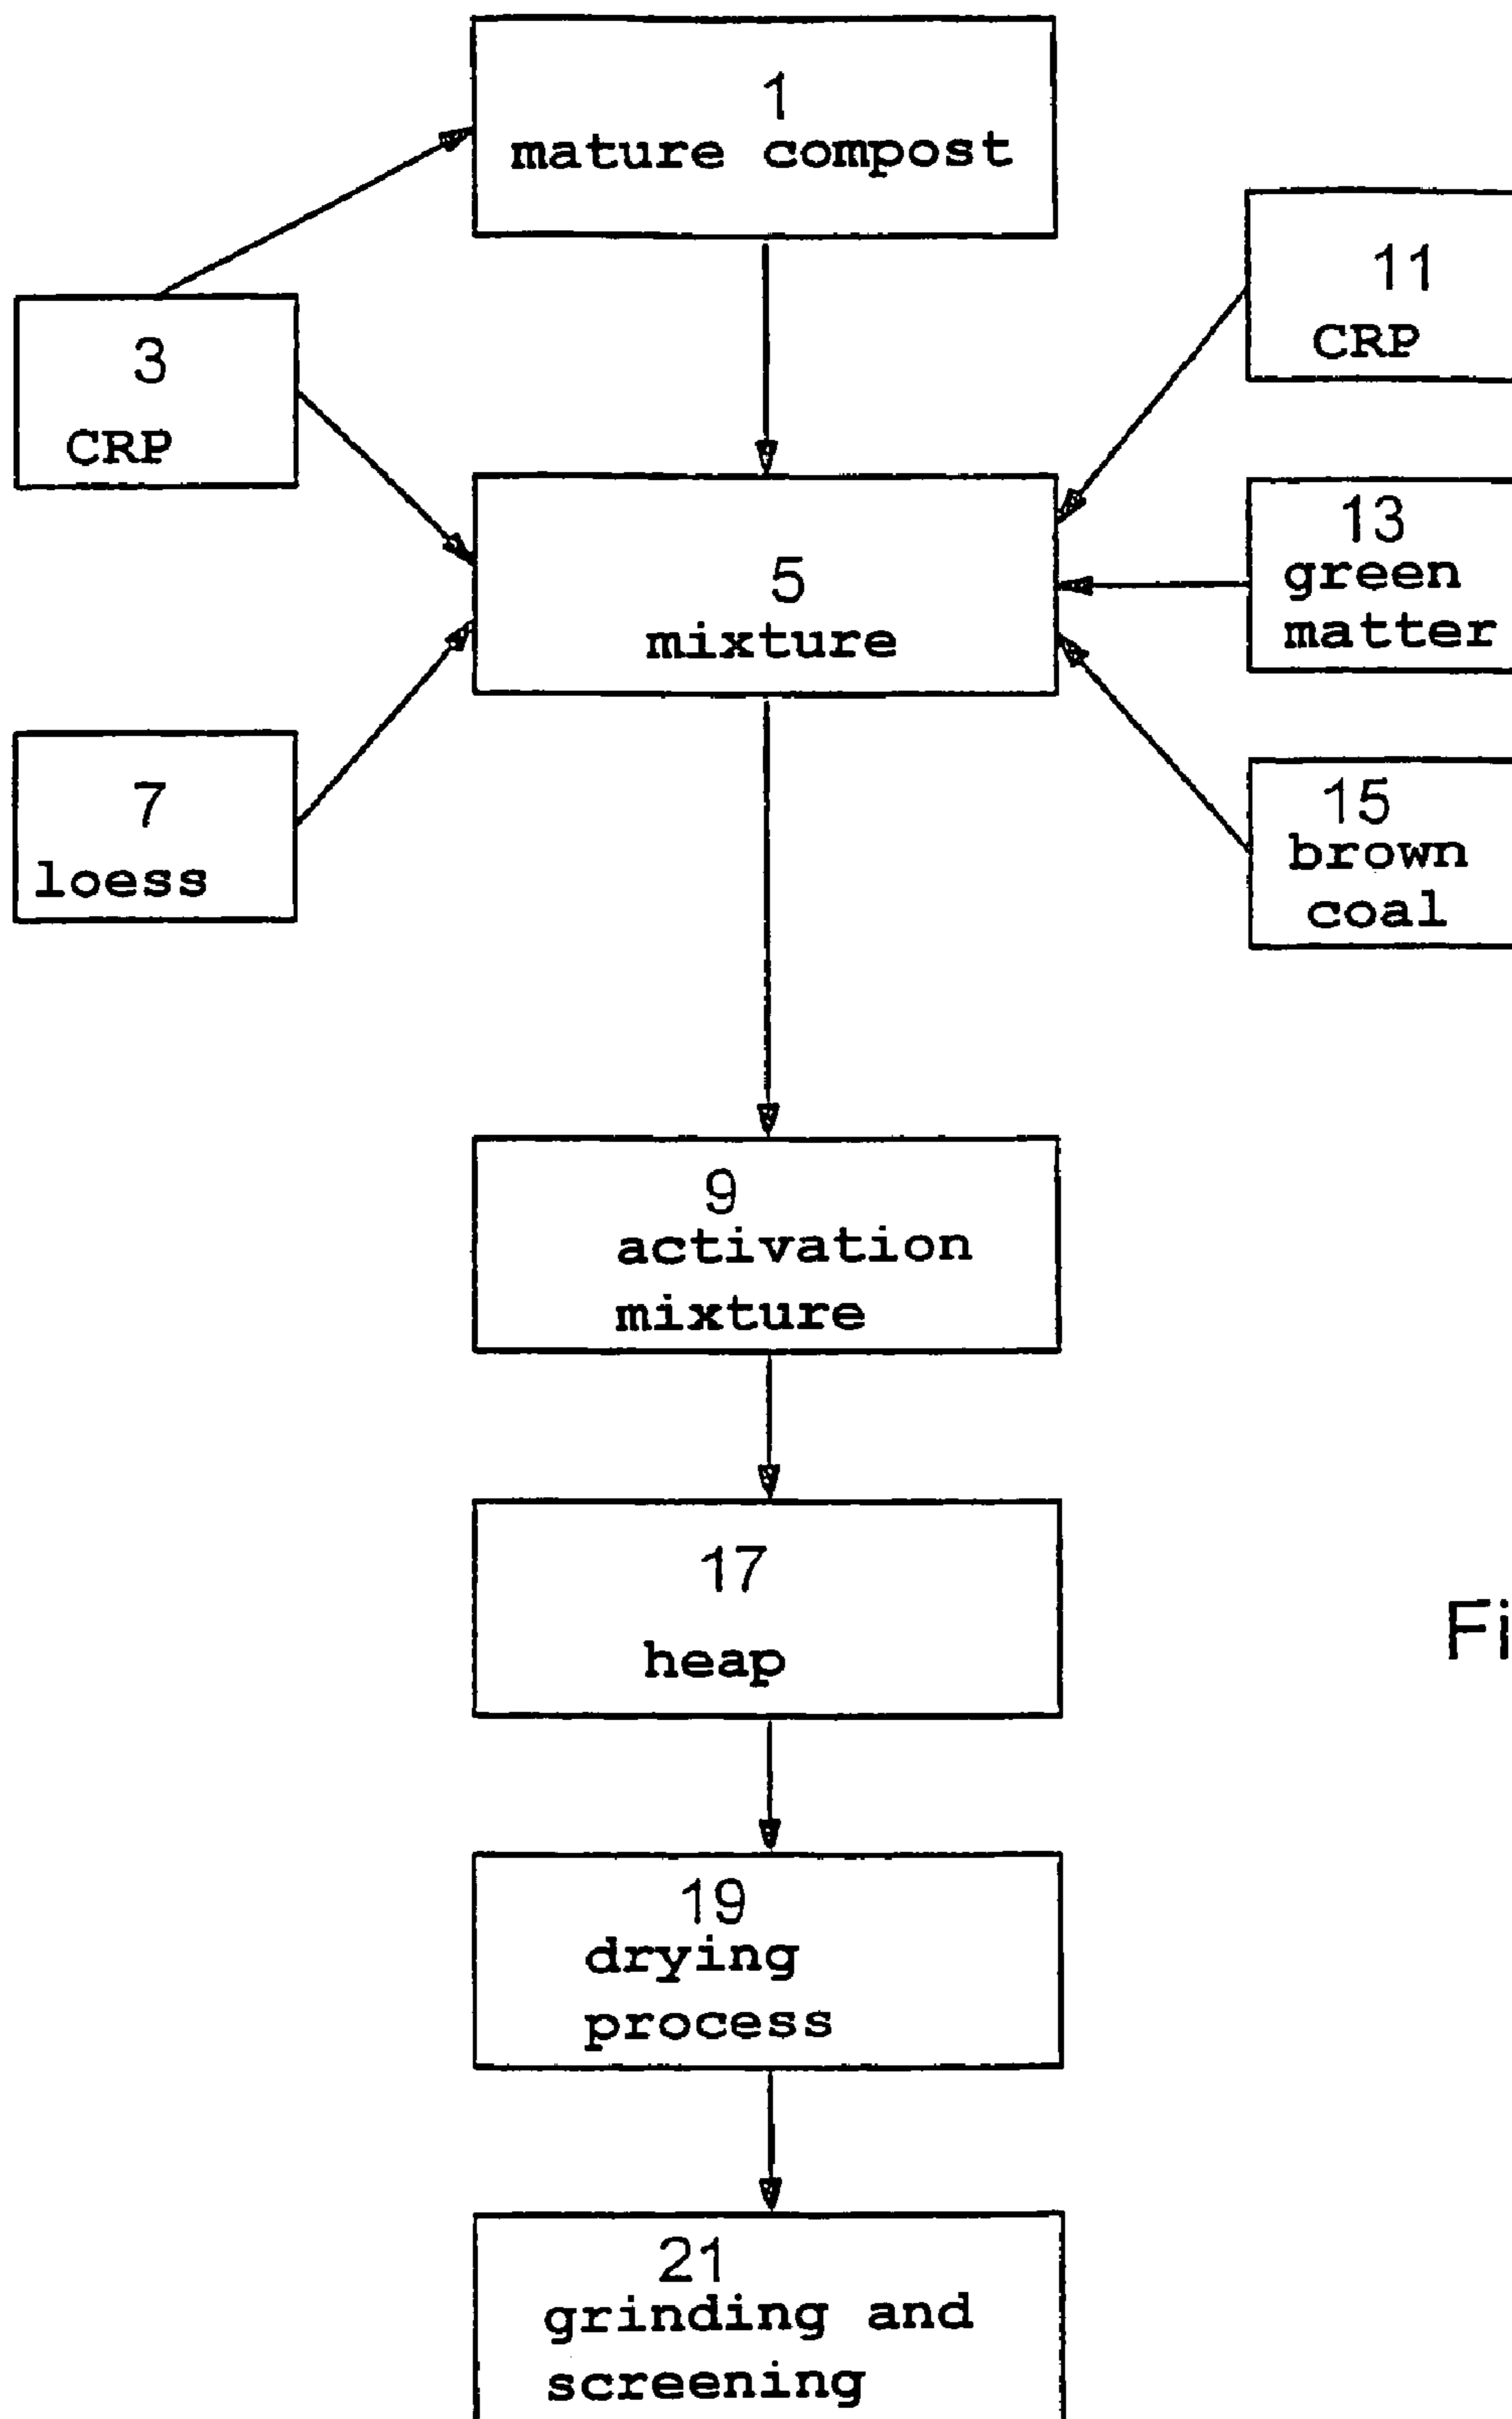 1
mature compost
3
CRP
11
CRP
5
mixture
13
green
matter
7
loess
15
brown
coal
9
activation
mixture
17
heap
Fi
19
drying
process
21
grinding and
screening